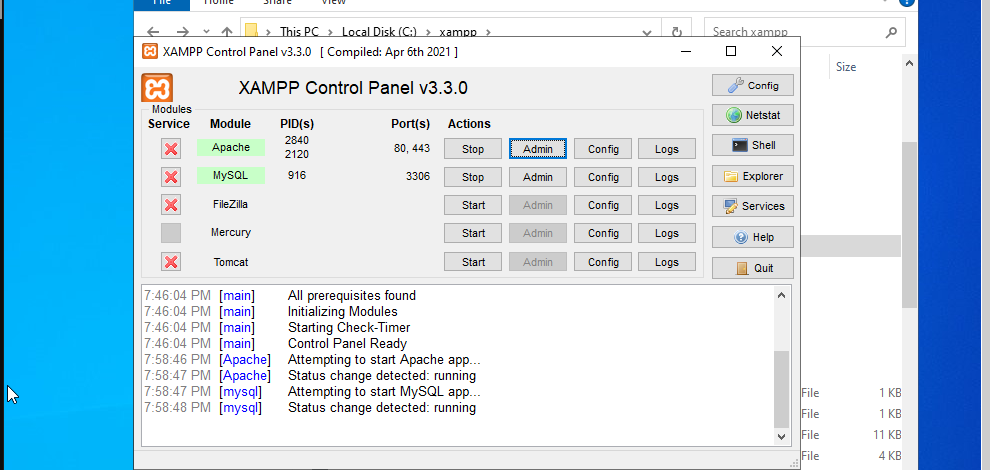 File Home Share View
This PC > Local Disk (C:) > xampp >
Search xampp
XAMPP Control Panel v3.3.0 [ Compiled: Apr 6th 2021 ]
Size
XAMPP Control Panel v3.3.0
Config
Modules
Service Module PID(s) Port(s) Actions
Netstat
Apache 2840 2120 80, 443 Stop Admin Config Logs
Shell
MySQL 916 3306 Stop Admin Config Logs
Explorer
FileZilla Start Admin Config Logs
Services
Mercury Start Admin Config Logs
Help
Tomcat Start Admin Config Logs
Quit
7:46:04 PM [main] All prerequisites found
7:46:04 PM [main] Initializing Modules
7:46:04 PM [main] Starting Check-Timer
7:46:04 PM [main] Control Panel Ready
7:58:46 PM [Apache] Attempting to start Apache app...
7:58:47 PM [Apache] Status change detected: running
7:58:47 PM [mysql] Attempting to start MySQL app...
7:58:48 PM [mysql] Status change detected: running
File 1 KB
File 1 KB
File 11 KB
File 4 KB